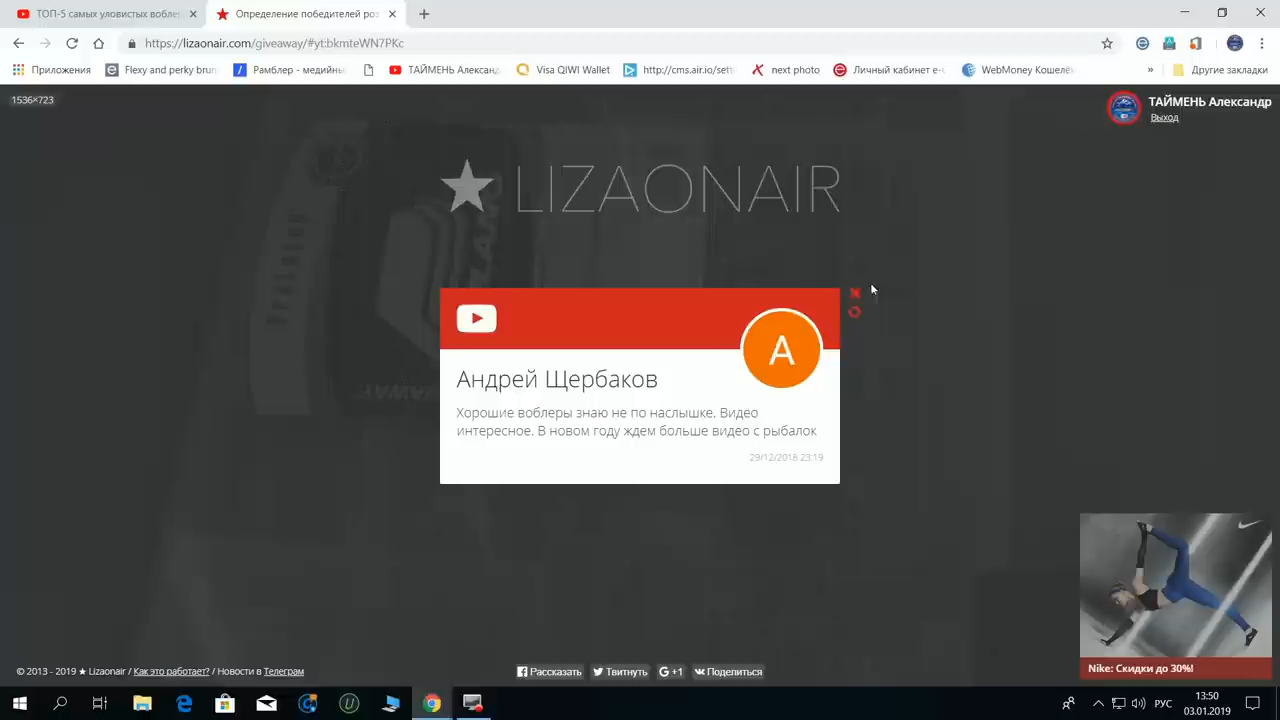 ТОП-5 самых уловистых воблер
Определение победителей роз
https://lizaonair.com/giveaway/#yt:bkmteWN7PKc
Приложения
Flexy and perky brun
Рамблер - медийны
ТАЙМЕНЬ Александ
Visa QIWI Wallet
http://cms.air.io/sett
next photo
Личный кабинет e-
WebMoney Кошелё
Другие закладки
1536×723
ТАЙМЕНЬ Александр
Выход
LIZAONAIR
А
Андрей Щербаков
Хорошие воблеры знаю не по наслышке. Видео
интересное. В новом году ждем больше видео с рыбалок
29/12/2018 23:19
Nike: Скидки до 30%!
© 2013 - 2019 ★ Lizaonair / Как это работает? / Новости в Телеграм
Рассказать
Твитнуть
G +1
Поделиться
РУС
13:50
03.01.2019